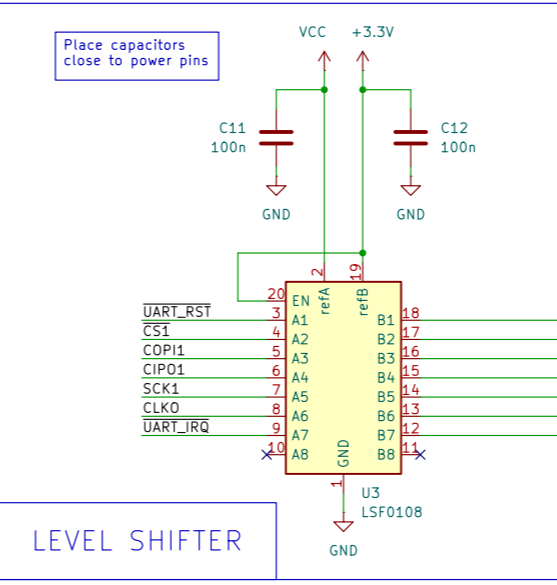 Place capacitors
close to power pins
VCC +3.3V
C11
100n
C12
100n
GND
GND
2 19
20 EN refA refB
UART_RST 3 A1 B1 18
CS1 4 A2 B2 17
COPI1 5 A3 B3 16
CIPO1 6 A4 B4 15
SCK1 7 A5 B5 14
CLKO 8 A6 B6 13
UART_IRQ 9 A7 B7 12
10 A8 GND B8 11
1
U3
LSF0108
GND
LEVEL SHIFTER